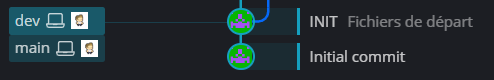 dev INIT Fichiers de départ
main Initial commit